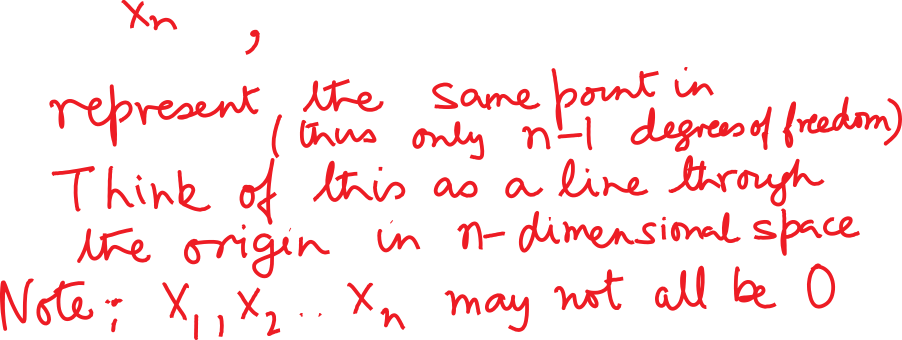 xn ,
represent the same point in
(thus only n-1 degrees of freedom)
Think of this as a line through
the origin in n-dimensional space
Note: X1, X2 .. Xn may not all be 0